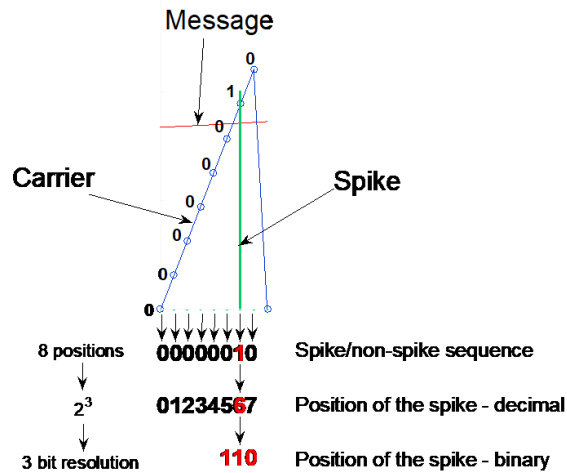 Message
0
1
0
0
Carrier
Spike
0
0
0
0
0
8 positions 00000010 Spike/non-spike sequence
2³ 01234567 Position of the spike - decimal
3 bit resolution 110 Position of the spike - binary